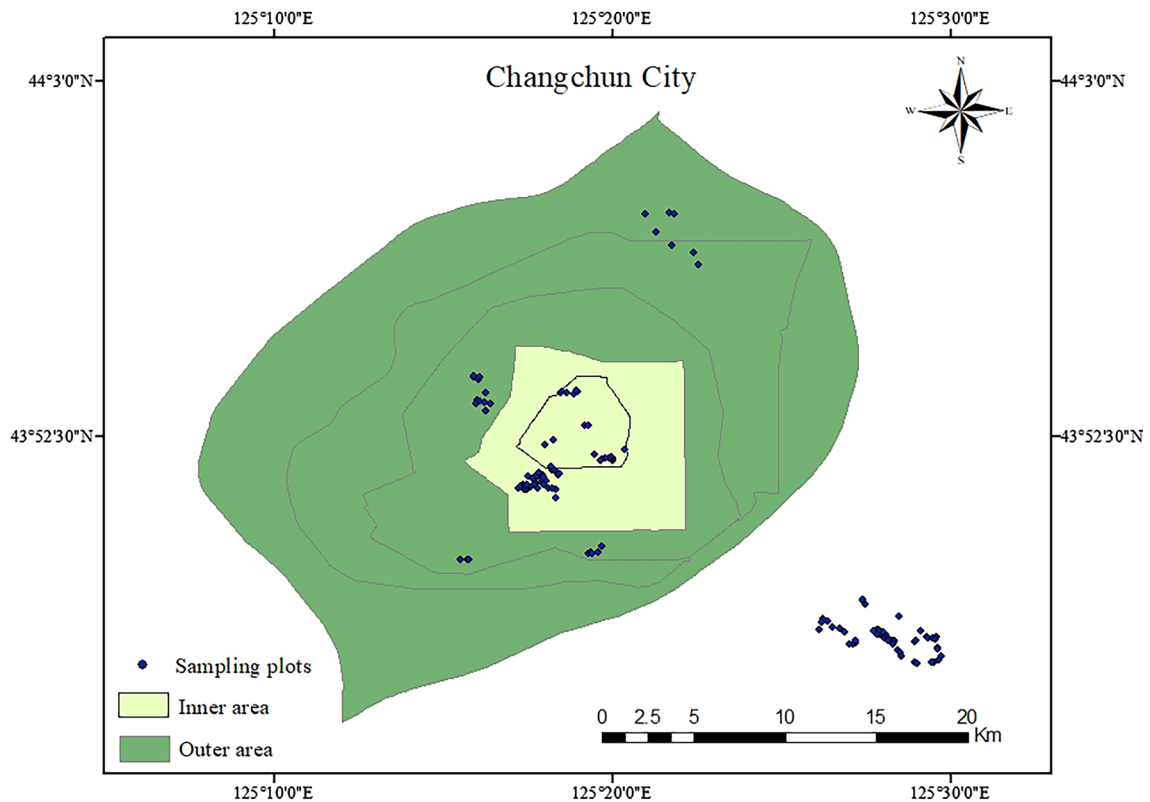 125°10'0"E 125°20'0"E 125°30'0"E
44°3'0"N 44°3'0"N
Changchun City
N
W E
S
43°52'30"N 43°52'30"N
Sampling plots
Inner area
Outer area
0 2.5 5 10 15 20
Km
125°10'0"E 125°20'0"E 125°30'0"E